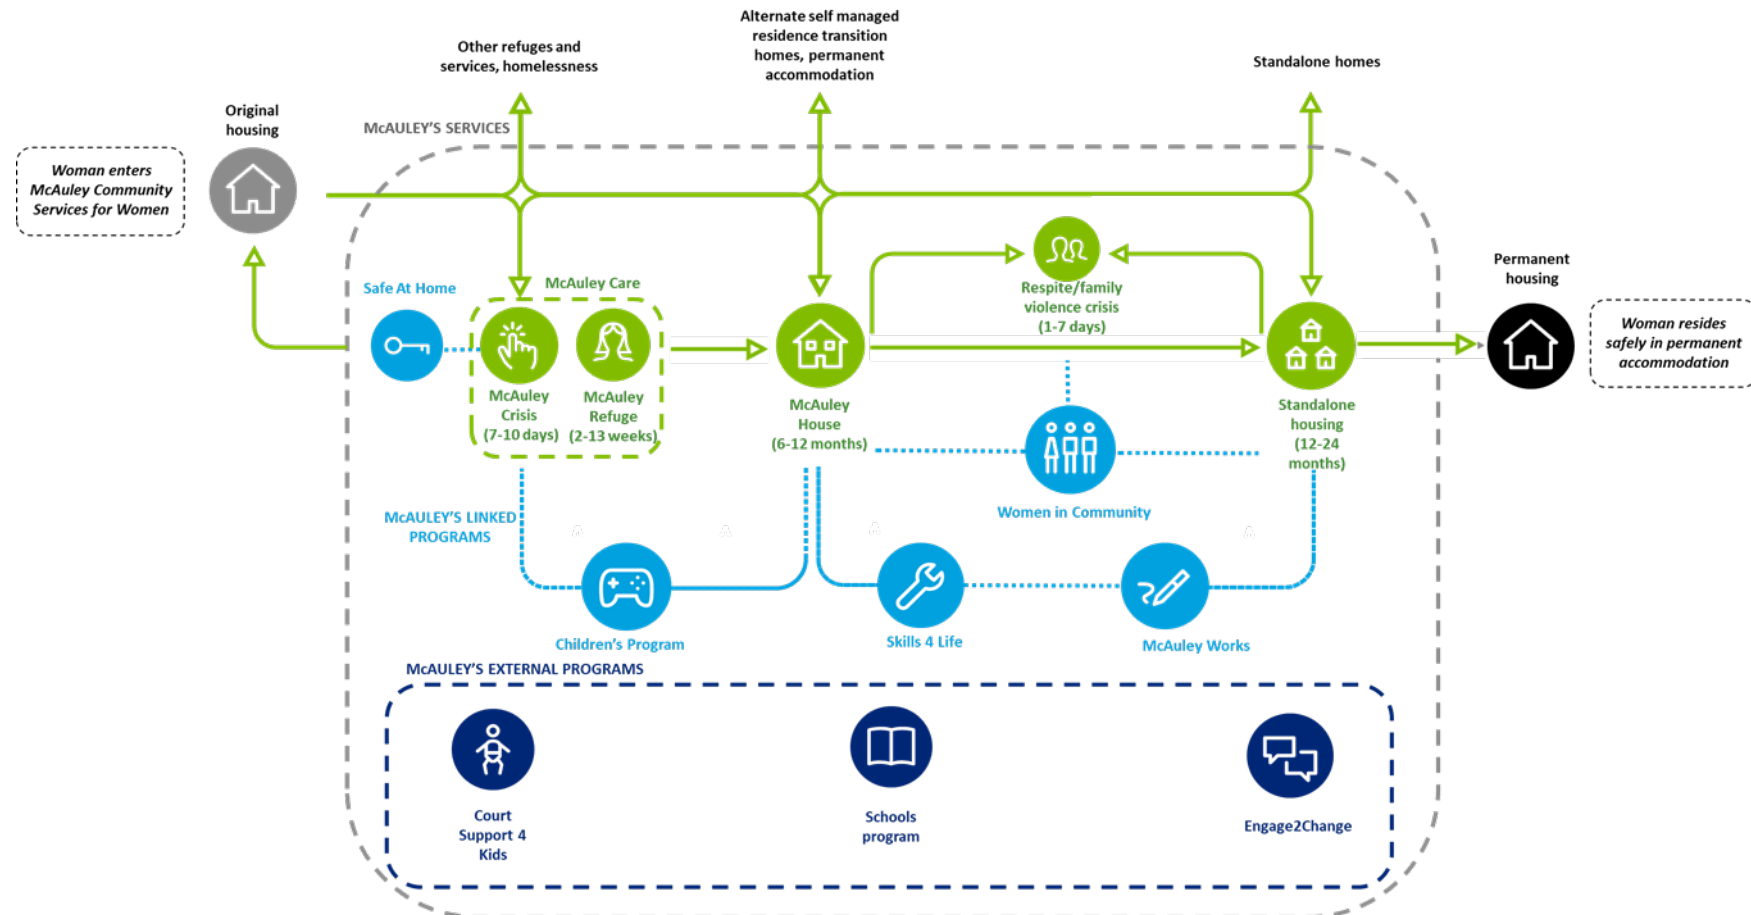 Alternate self managed
residence transition
homes, permanent
accommodation
Other refuges and
services, homelessness
Standalone homes
Original
housing
McAULEY'S SERVICES
Woman enters
McAuley Community
Services for Women
Safe At Home
McAuley Care
Respite/family
violence crisis
(1-7 days)
Permanent
housing
Woman resides
safely in permanent
accommodation
McAuley
Crisis
(7-10 days)
McAuley
Refuge
(2-13 weeks)
McAuley
House
(6-12 months)
Standalone
housing
(12-24
months)
McAULEY'S LINKED
PROGRAMS
Women in Community
Children's Program
Skills 4 Life
McAuley Works
McAULEY'S EXTERNAL PROGRAMS
Court
Support 4
Kids
Schools
program
Engage2Change